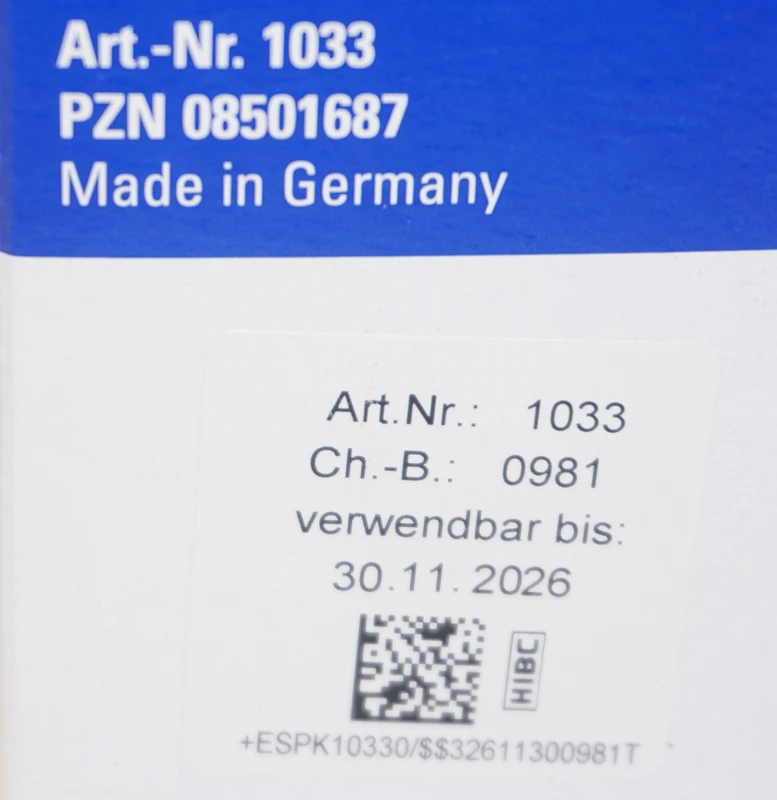 Art.-Nr. 1033
PZN 08501687
Made in Germany
Art.Nr.: 1033
Ch.-B.: 0981
verwendbar bis:
30.11.2026
HIBC
+ESPK10330/$$32611300981T